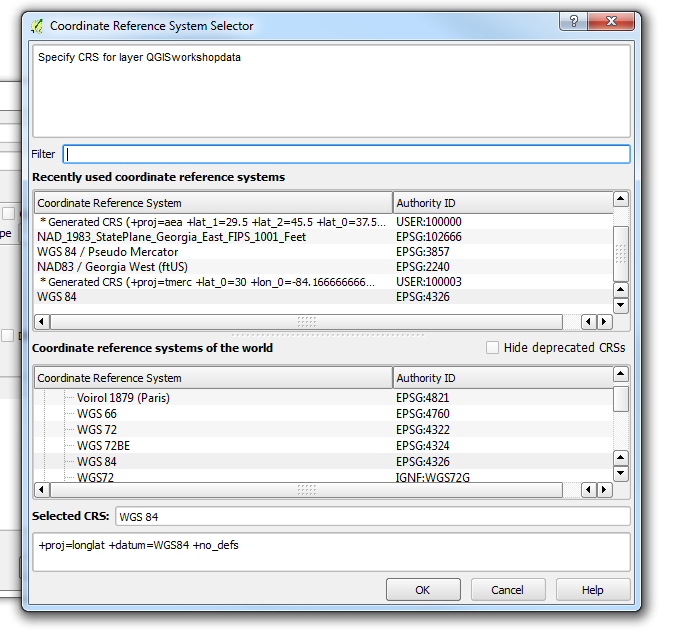 Coordinate Reference System Selector
Specify CRS for layer QGISworkshopdata
Filter
Recently used coordinate reference systems
Coordinate Reference System Authority ID
* Generated CRS (+proj=aea +lat_1=29.5 +lat_2=45.5 +lat_0=37.5... USER:100000
NAD_1983_StatePlane_Georgia_East_FIPS_1001_Feet EPSG:102666
WGS 84 / Pseudo Mercator EPSG:3857
NAD83 / Georgia West (ftUS) EPSG:2240
* Generated CRS (+proj=tmerc +lat_0=30 +lon_0=-84.166666666... USER:100003
WGS 84 EPSG:4326
Coordinate reference systems of the world Hide deprecated CRSs
Coordinate Reference System Authority ID
Voirol 1879 (Paris) EPSG:4821
WGS 66 EPSG:4760
WGS 72 EPSG:4322
WGS 72BE EPSG:4324
WGS 84 EPSG:4326
WGS72 IGNF:WGS72G
Selected CRS: WGS 84
+proj=longlat +datum=WGS84 +no_defs
OK Cancel Help